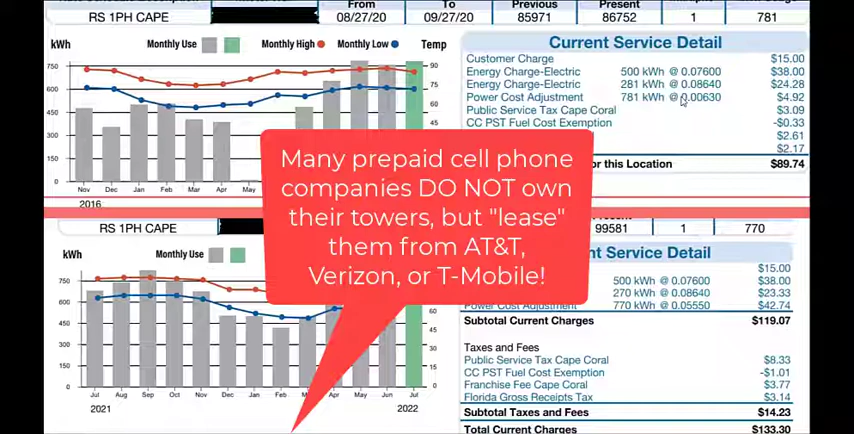 From To Previous Present
RS 1PH CAPE 08/27/20 09/27/20 85971 86752 1 781
kWh Monthly Use Monthly High Monthly Low Temp
750
600
450
300
150
0
90
75
60
45
Nov Dec Jan Feb Mar Apr May
2016
Current Service Detail
Customer Charge $15.00
Energy Charge-Electric 500 kWh @ 0.07600 $38.00
Energy Charge-Electric 281 kWh @ 0.08640 $24.28
Power Cost Adjustment 781 kWh @ 0.00630 $4.92
Public Service Tax Cape Coral $3.09
CC PST Fuel Cost Exemption -$0.33
$2.61
$2.17
for this Location $89.74
Many prepaid cell phone
companies DO NOT own
their towers, but "lease"
them from AT&T,
Verizon, or T-Mobile!
RS 1PH CAPE 99581 1 770
kWh Monthly Use
750
600
450
300
150
0
60
45
30
15
0
Jul Aug Sep Oct Nov Dec Jan Feb Mar Apr May Jun Jul
2021 2022
nt Service Detail
$15.00
500 kWh @ 0.07600 $38.00
270 kWh @ 0.08640 $23.33
Power Cost Adjustment 770 kWh @ 0.05550 $42.74
Subtotal Current Charges $119.07
Taxes and Fees
Public Service Tax Cape Coral $8.33
CC PST Fuel Cost Exemption -$1.01
Franchise Fee Cape Coral $3.77
Florida Gross Receipts Tax $3.14
Subtotal Taxes and Fees $14.23
Total Current Charges $133.30